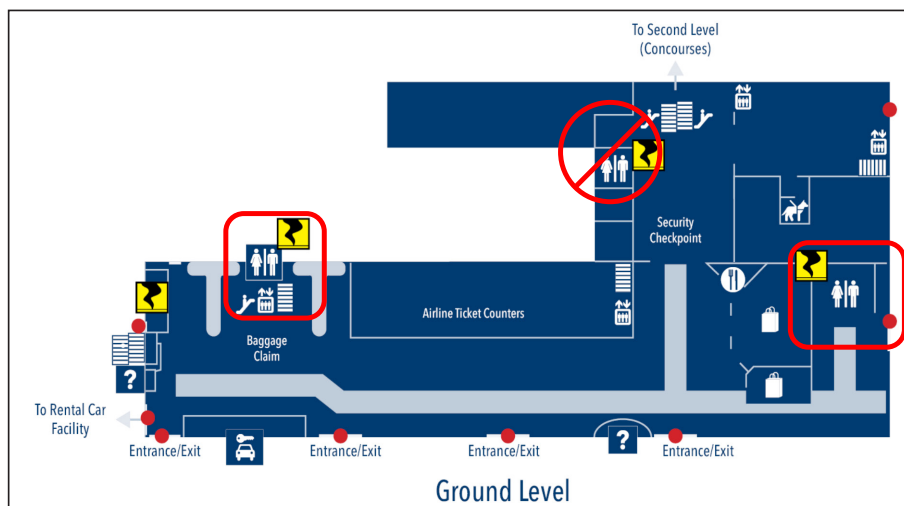 To Second Level
(Concourses)
Security
Checkpoint
Airline Ticket Counters
Baggage
Claim
?
To Rental Car
Facility
?
Entrance/Exit
Entrance/Exit
Entrance/Exit
Entrance/Exit
Ground Level